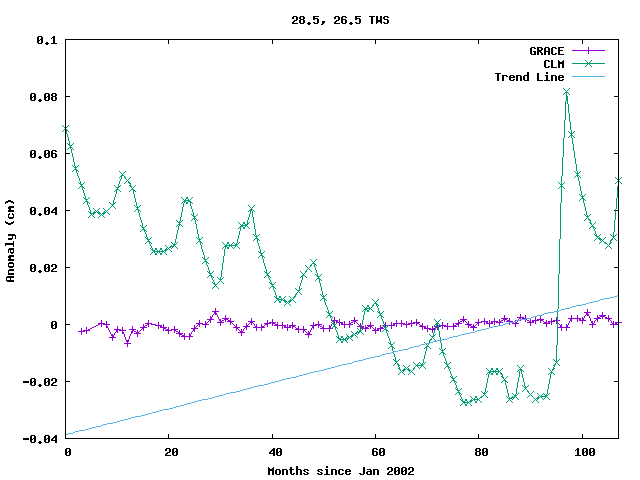 28.5, 26.5 TWS
GRACE
CLM
Trend Line
Anomaly (cm)
0.1
0.08
0.06
0.04
0.02
0
-0.02
-0.04
0 20 40 60 80 100
Months since Jan 2002